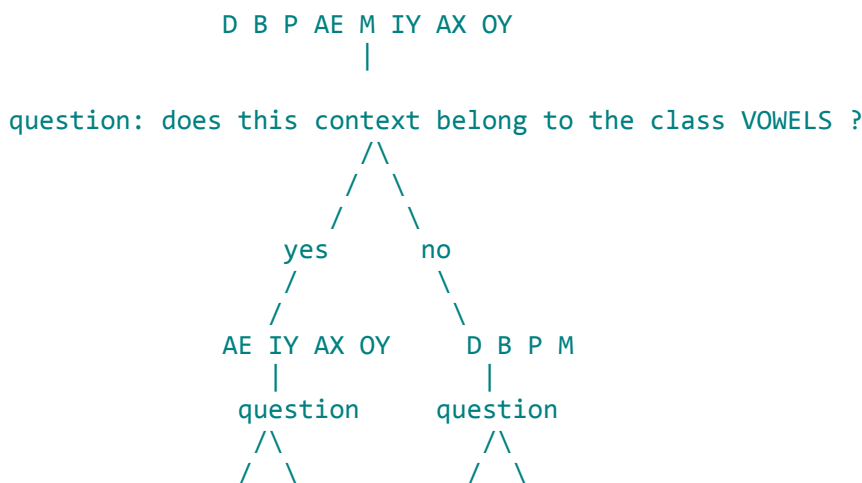 D B P AE M IY AX OY
|
question: does this context belong to the class VOWELS ?
/\
/ \
/ \
yes no
/ \
/ \
AE IY AX OY D B P M
| |
question question
/\ /\
/ \ / \